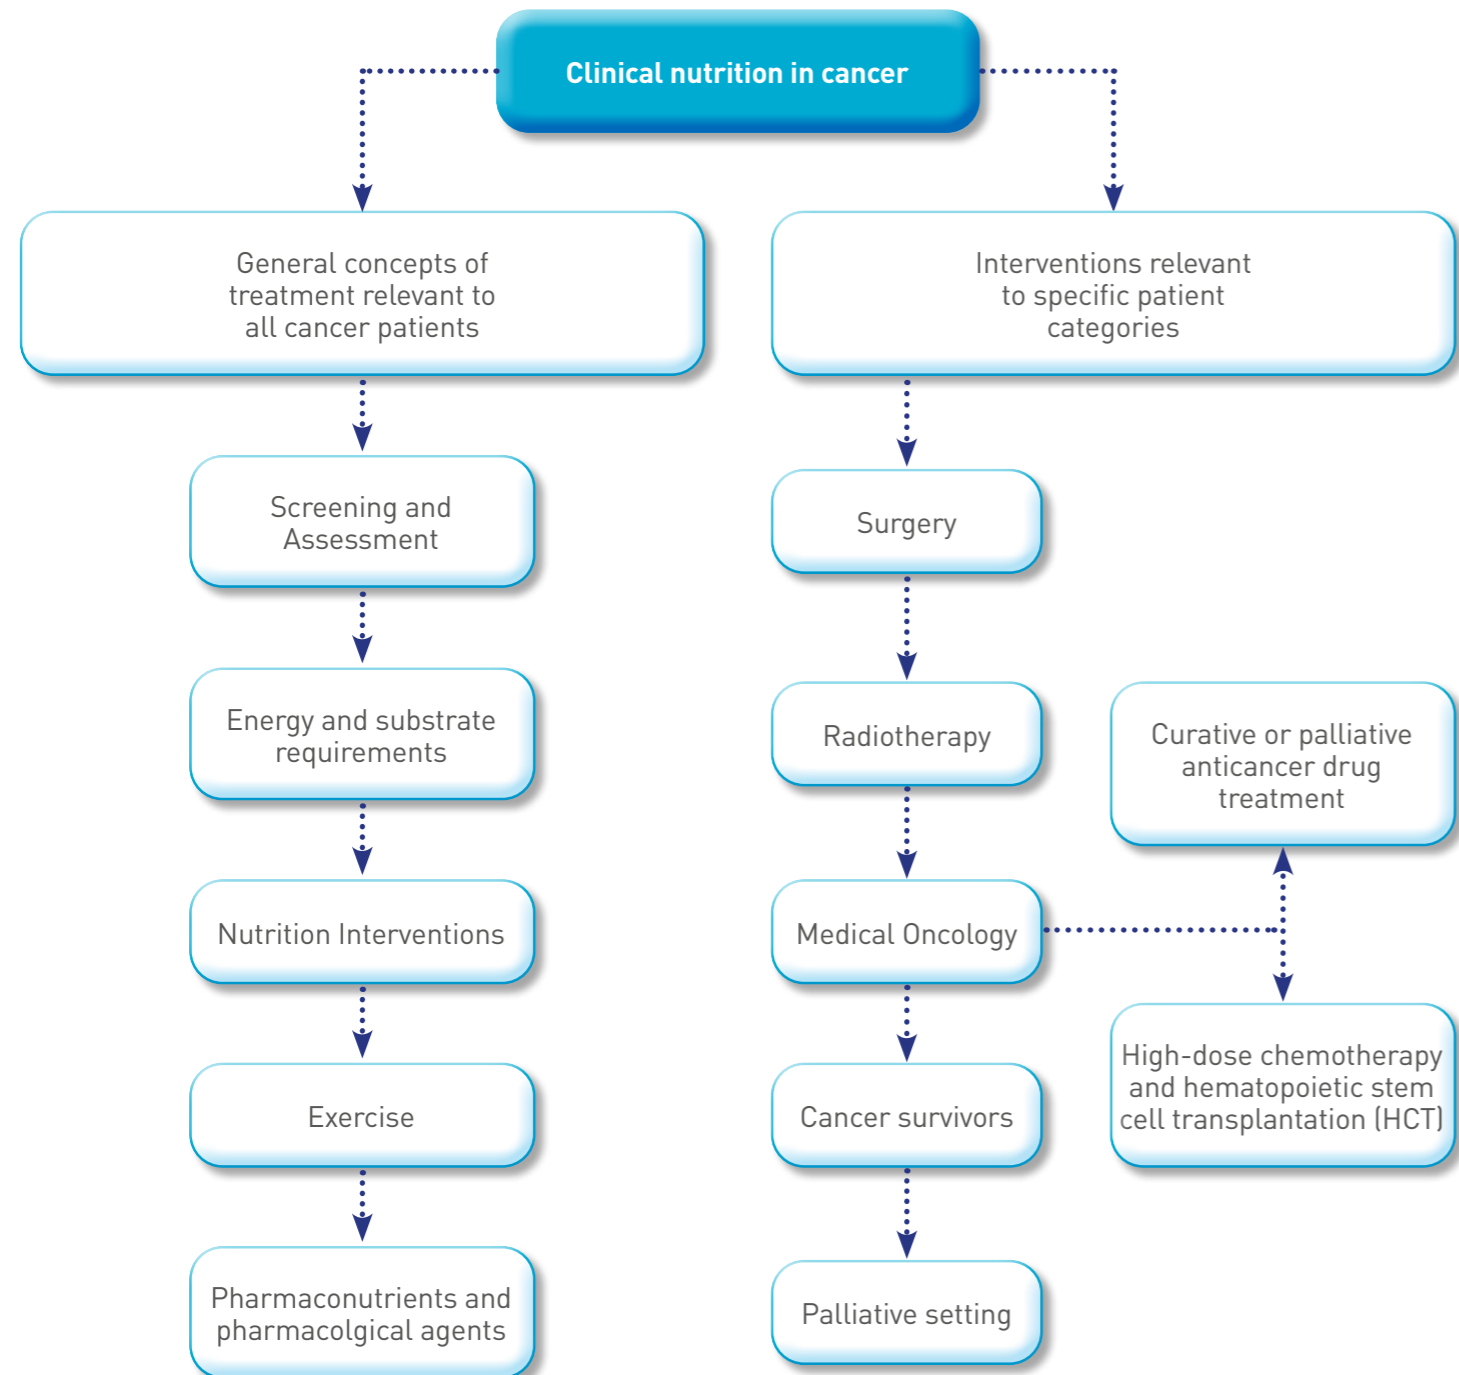 Clinical nutrition in cancer
General concepts of
treatment relevant to
all cancer patients
Interventions relevant
to specific patient
categories
Screening and
Assessment
Surgery
Energy and substrate
requirements
Radiotherapy
Curative or palliative
anticancer drug
treatment
Nutrition Interventions
Medical Oncology
High-dose chemotherapy
and hematopoietic stem
cell transplantation (HCT)
Exercise
Cancer survivors
Pharmaconutrients and
pharmacolgical agents
Palliative setting